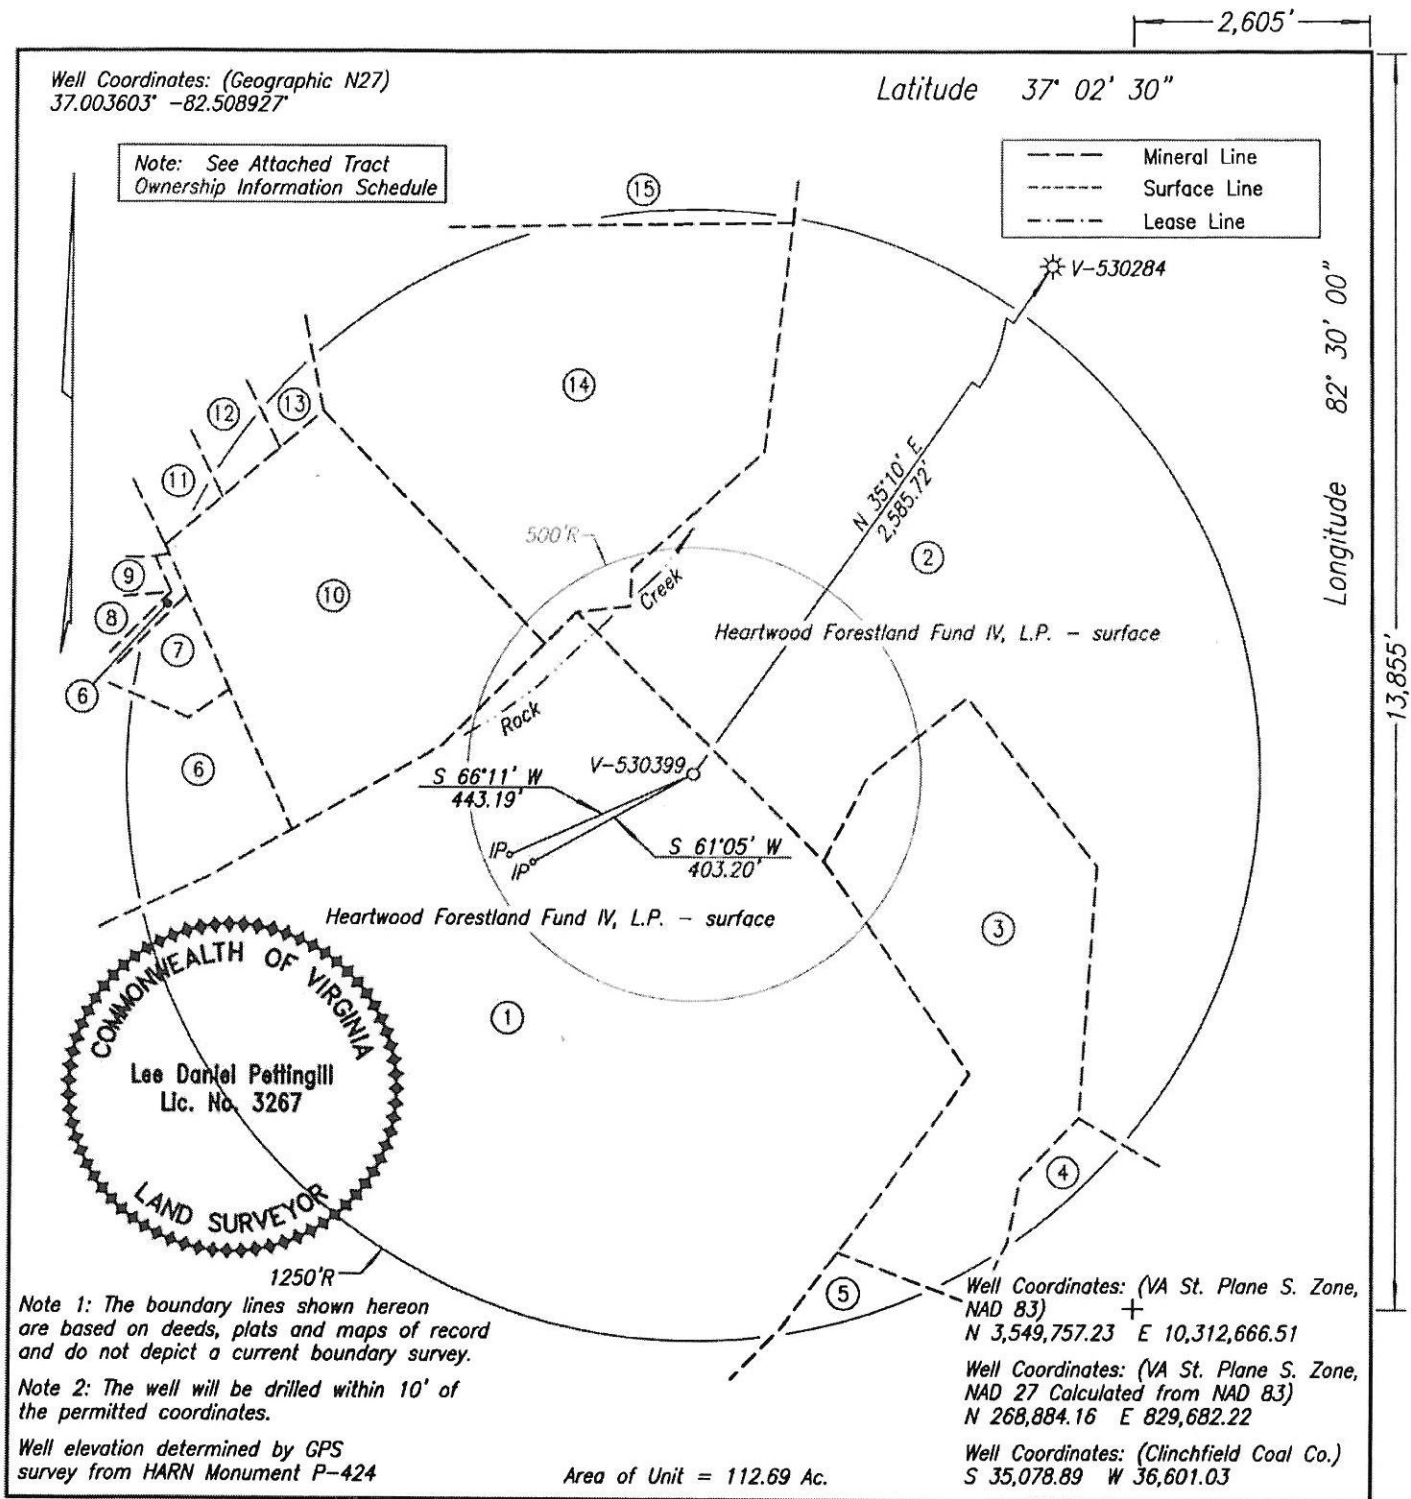 2,605'
Well Coordinates: (Geographic N27)
37.003603° -82.508927°
Latitude 37° 02' 30"
Note: See Attached Tract
Ownership Information Schedule
Mineral Line
Surface Line
Lease Line
15
V-530284
Longitude 82° 30' 00"
13,855'
14
13
12
11
N 35°10' E
2,585.72'
500'R
2
9
10
8
7
6
Creek
Heartwood Forestland Fund IV, L.P. - surface
Rock
6
V-530399
S 66°11' W
443.19'
S 61°05' W
403.20'
IP
IP
Heartwood Forestland Fund IV, L.P. - surface
3
1
COMMONWEALTH OF VIRGINIA
Lee Daniel Pettingill
Lic. No. 3267
LAND SURVEYOR
4
1250'R
5
Note 1: The boundary lines shown hereon
are based on deeds, plats and maps of record
and do not depict a current boundary survey.
Note 2: The well will be drilled within 10' of
the permitted coordinates.
Well elevation determined by GPS
survey from HARN Monument P-424
Area of Unit = 112.69 Ac.
Well Coordinates: (VA St. Plane S. Zone,
NAD 83)
N 3,549,757.23 E 10,312,666.51
Well Coordinates: (VA St. Plane S. Zone,
NAD 27 Calculated from NAD 83)
N 268,884.16 E 829,682.22
Well Coordinates: (Clinchfield Coal Co.)
S 35,078.89 W 36,601.03